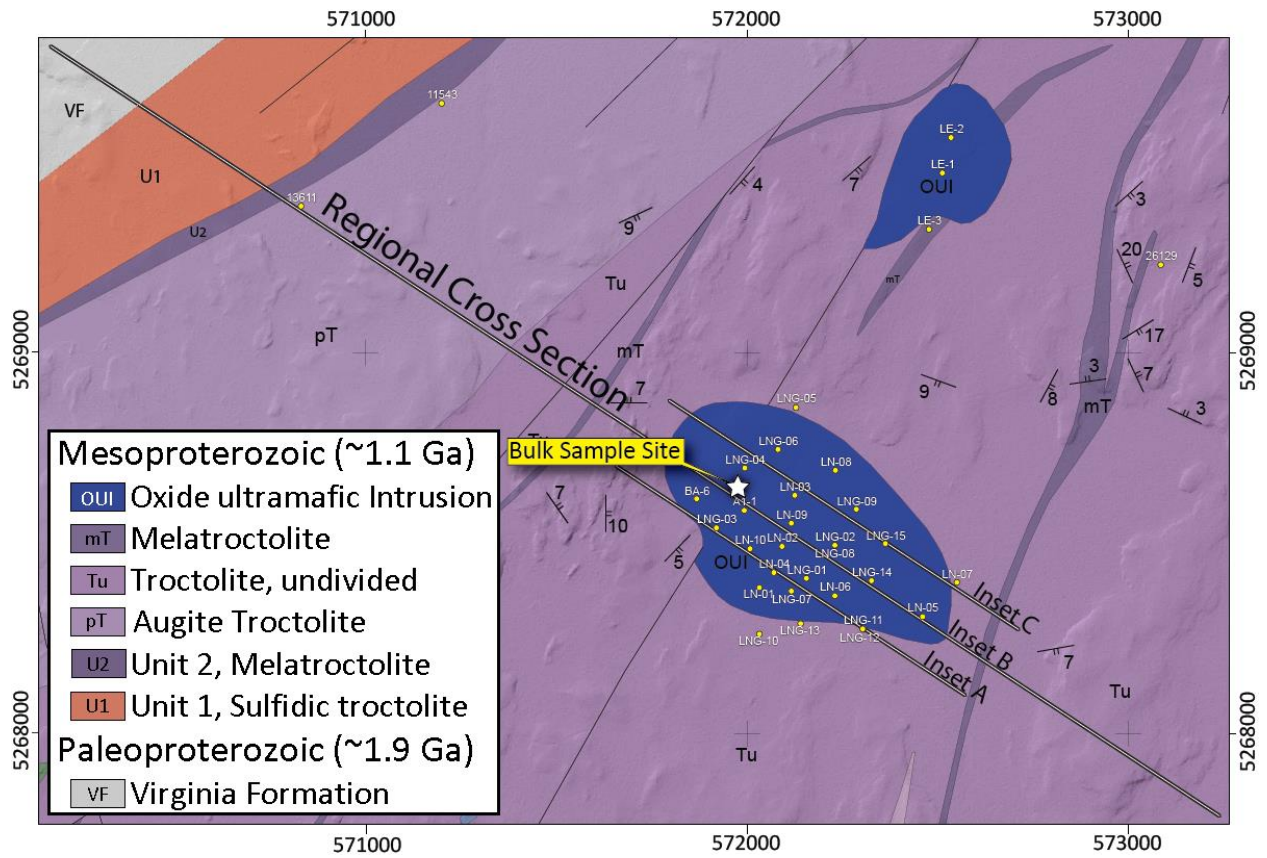 571000
572000
573000
VF
11543
LE-2
U1
LE-1
4
7
OUI
13611
3
Regional Cross Section
9
U2
LE-3
20
26129
5
Tu
mT
5269000
pT
mT
17
5269000
3
7
9
8
7
mT
3
LNG-05
Mesoproterozoic (~1.1 Ga)
OUI Oxide ultramafic Intrusion
mT Melatroctolite
Tu Troctolite, undivided
pT Augite Troctolite
U2 Unit 2, Melatroctolite
U1 Unit 1, Sulfidic troctolite
Paleoproterozoic (~1.9 Ga)
VF Virginia Formation
Bulk Sample Site
LNG-06
LNG-04
LN-08
7
BA-6
LN-03
A1-1
LNG-09
10
LNG-03
LN-09
5
LN-10
LN-02
LNG-02
LNG-15
OUI
LNG-08
LN-04
LNG-01
LNG-14
LN-07
LN-01
LNG-07
LN-06
Inset C
LN-05
LNG-11
LNG-13
LNG-12
LNG-10
Inset B
7
Inset A
Tu
5268000
Tu
5268000
571000
572000
573000